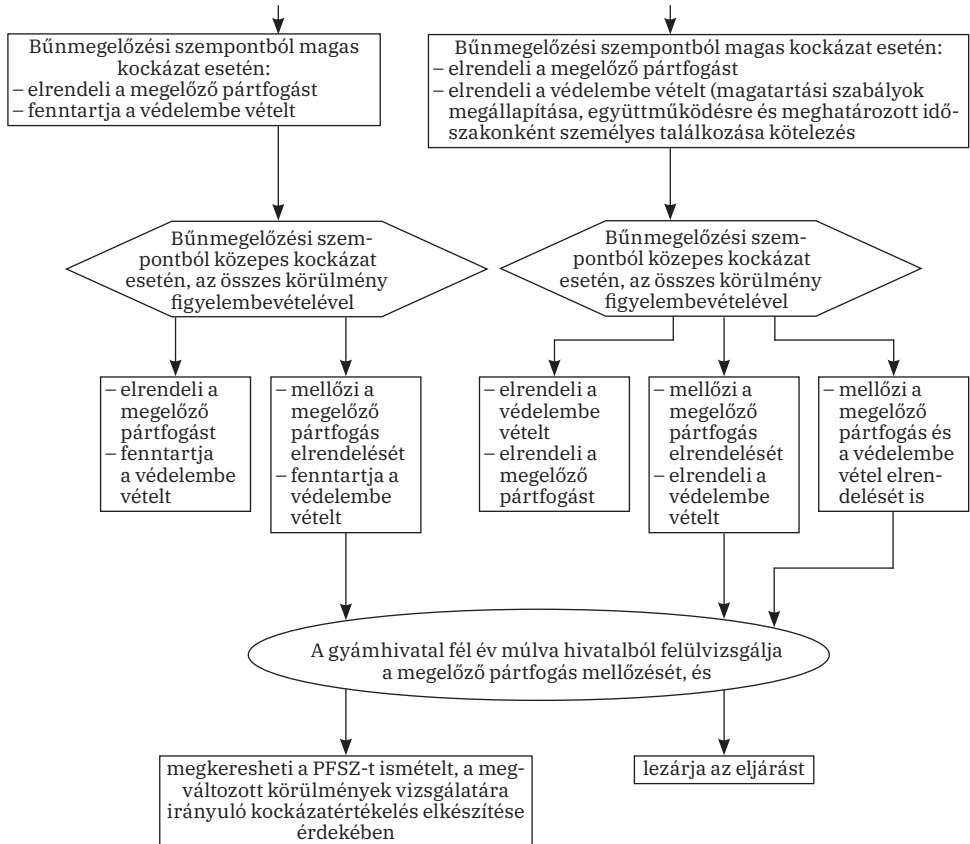 Bűnmegelőzési szempontból magas
kockázat esetén:
– elrendeli a megelőző pártfogást
– fenntartja a védelembe vételt
Bűnmegelőzési szempontból magas kockázat esetén:
– elrendeli a megelőző pártfogást
– elrendeli a védelembe vételt (magatartási szabályok
megállapítása, együttműködésre és meghatározott idő-
szakonként személyes találkozása kötelezés
Bűnmegelőzési szem-
pontból közepes kockázat
esetén, az összes körülmény
figyelembevételével
Bűnmegelőzési szem-
pontból közepes kockázat
esetén, az összes körülmény
figyelembevételével
– elrendeli a
megelőző
pártfogást
– fenntartja
a védelembe
vételt
– mellőzi a
megelőző
pártfogás
elrendelését
– fenntartja a
védelembe
vételt
– elrendeli a
védelembe
vételt
– elrendeli a
megelőző
pártfogást
– mellőzi a
megelőző
pártfogás
elrendelését
– elrendeli a
védelembe
vételt
– mellőzi a
megelőző
pártfogás és
a védelembe
vétel elren-
delését is
A gyámhivatal fél év múlva hivatalból felülvizsgálja
a megelőző pártfogás mellőzését, és
megkeresheti a PFSZ-t ismételt, a meg-
változott körülmények vizsgálatára
irányuló kockázatértékelés elkészítése
érdekében
lezárja az eljárást